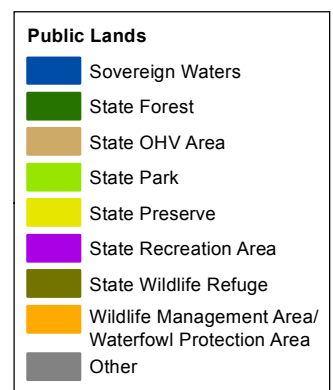 Public Lands
Sovereign Waters
State Forest
State OHV Area
State Park
State Preserve
State Recreation Area
State Wildlife Refuge
Wildlife Management Area/
Waterfowl Protection Area
Other